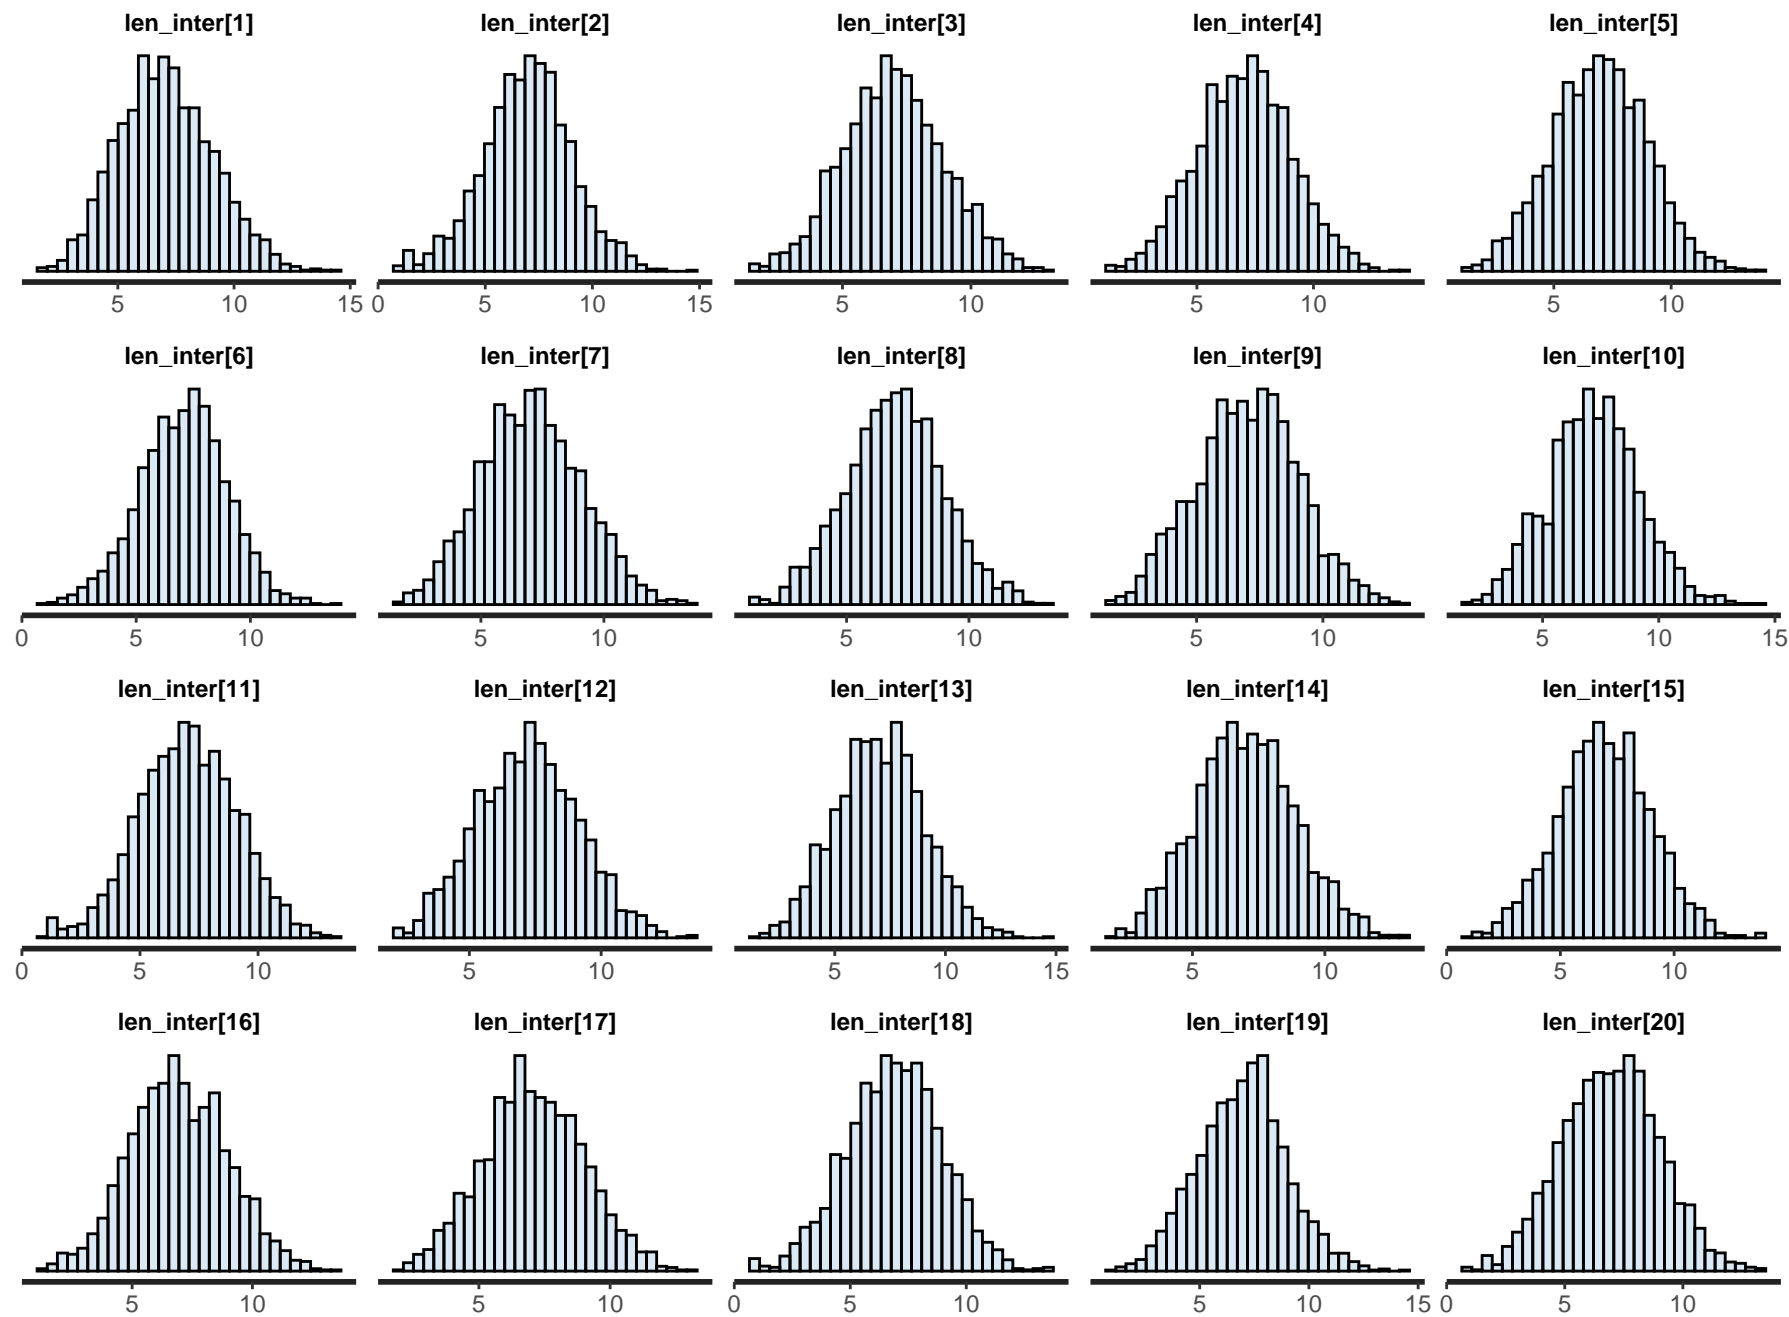 len_inter[1] len_inter[2] len_inter[3] len_inter[4] len_inter[5]
5 10 15 0 5 10 15 5 10 5 10 5 10
len_inter[6] len_inter[7] len_inter[8] len_inter[9] len_inter[10]
0 5 10 5 10 5 10 5 10 5 10 15
len_inter[11] len_inter[12] len_inter[13] len_inter[14] len_inter[15]
0 5 10 5 10 5 10 15 5 10 0 5 10
len_inter[16] len_inter[17] len_inter[18] len_inter[19] len_inter[20]
5 10 5 10 0 5 10 5 10 15 0 5 10